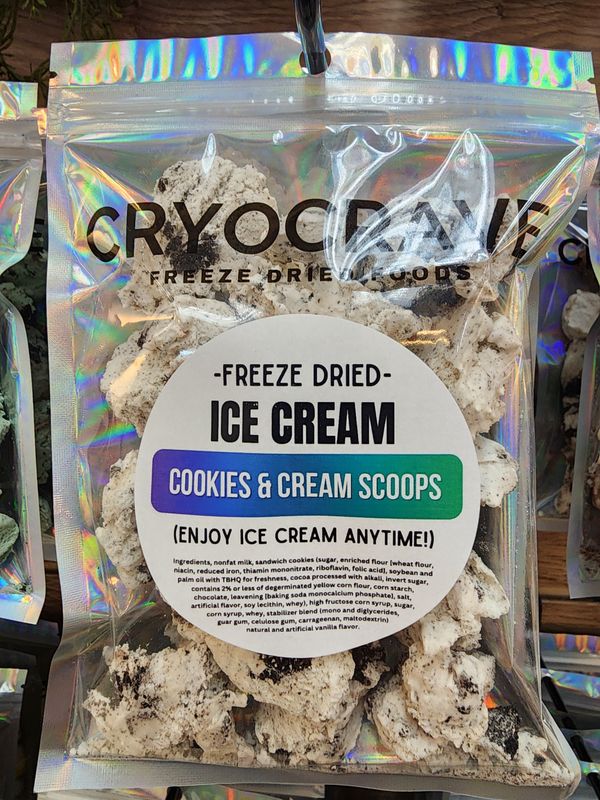 CRYOCRAVE
FREEZE DRIED FOODS
-FREEZE DRIED-
ICE CREAM
COOKIES & CREAM SCOOPS
(ENJOY ICE CREAM ANYTIME!)
Ingredients, nonfat milk, sandwich cookies (sugar, enriched flour [wheat flour,
niacin, reduced iron, thiamin mononitrate, riboflavin, folic acid], soybean and
palm oil with TBHQ for freshness, cocoa processed with alkali, invert sugar,
contains 2% or less of degerminated yellow corn flour, corn starch,
chocolate, leavening (baking soda monocalcium phosphate), salt,
artificial flavor, soy lecithin, whey), high fructose corn syrup, sugar,
corn syrup, whey, stabilizer blend (mono and diglycerides,
guar gum, celulose gum, carrageenan, maltodextrin)
natural and artificial vanilla flavor.